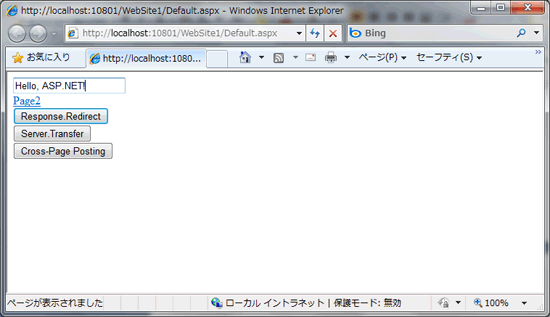 http://localhost:10801/WebSite1/Default.aspx - Windows Internet Explorer
http://localhost:10801/WebSite1/Default.aspx
Bing
お気に入り
http://localhost:1080...
ページ(P)
セーフティ(S)
Hello, ASP.NET!
Page2
Response.Redirect
Server.Transfer
Cross-Page Posting
ページが表示されました
ローカル イントラネット | 保護モード: 無効
100%